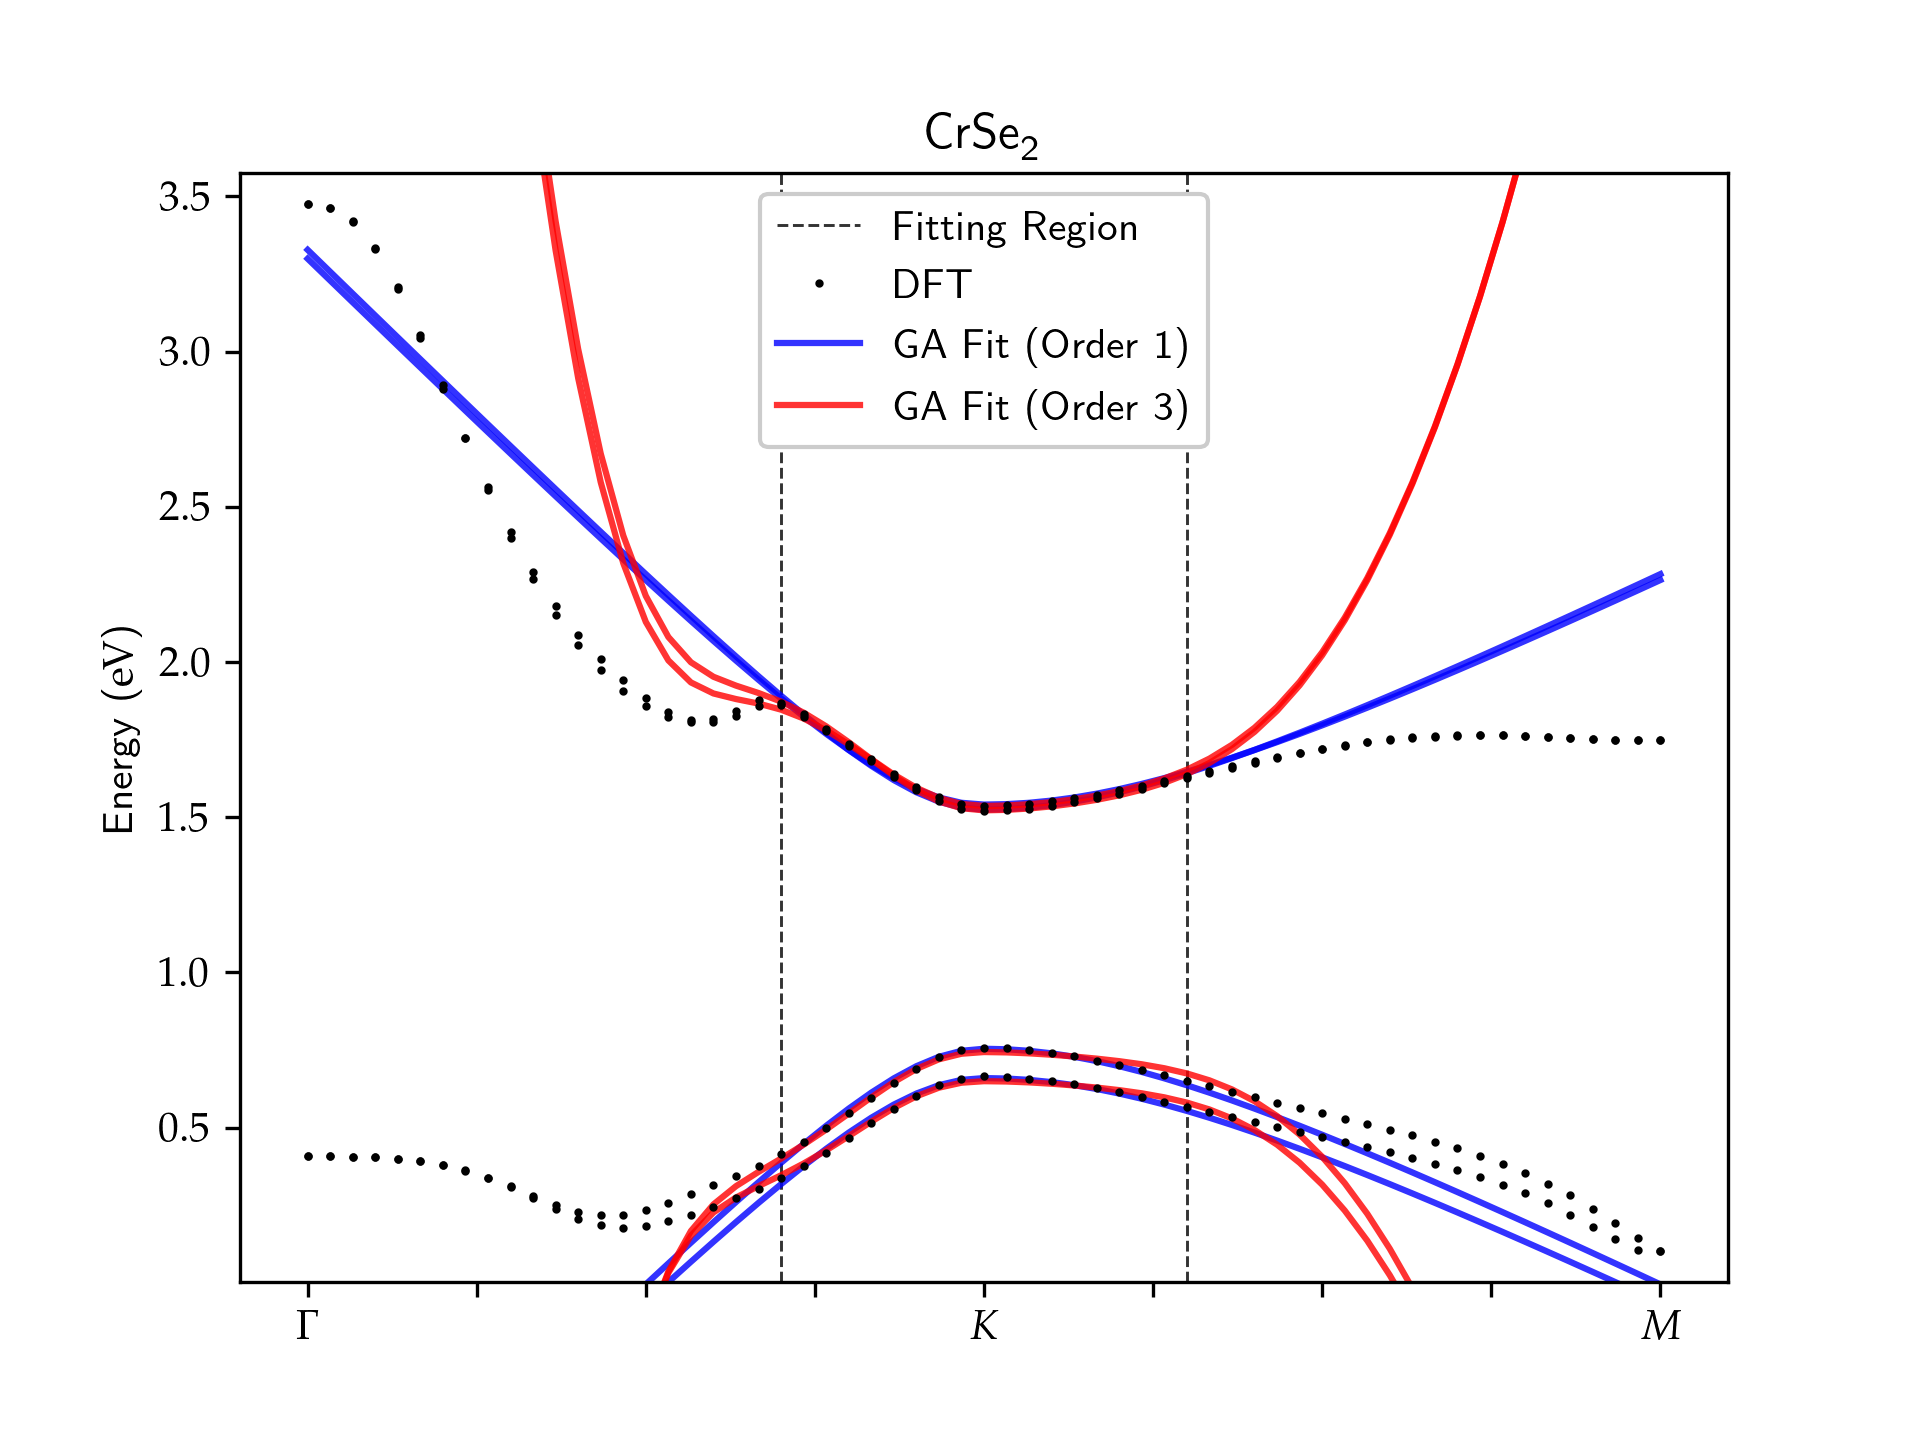 CrSe₂
3.5
3.0
2.5
2.0
1.5
1.0
0.5
Energy (eV)
Fitting Region
DFT
GA Fit (Order 1)
GA Fit (Order 3)
Γ
K
M